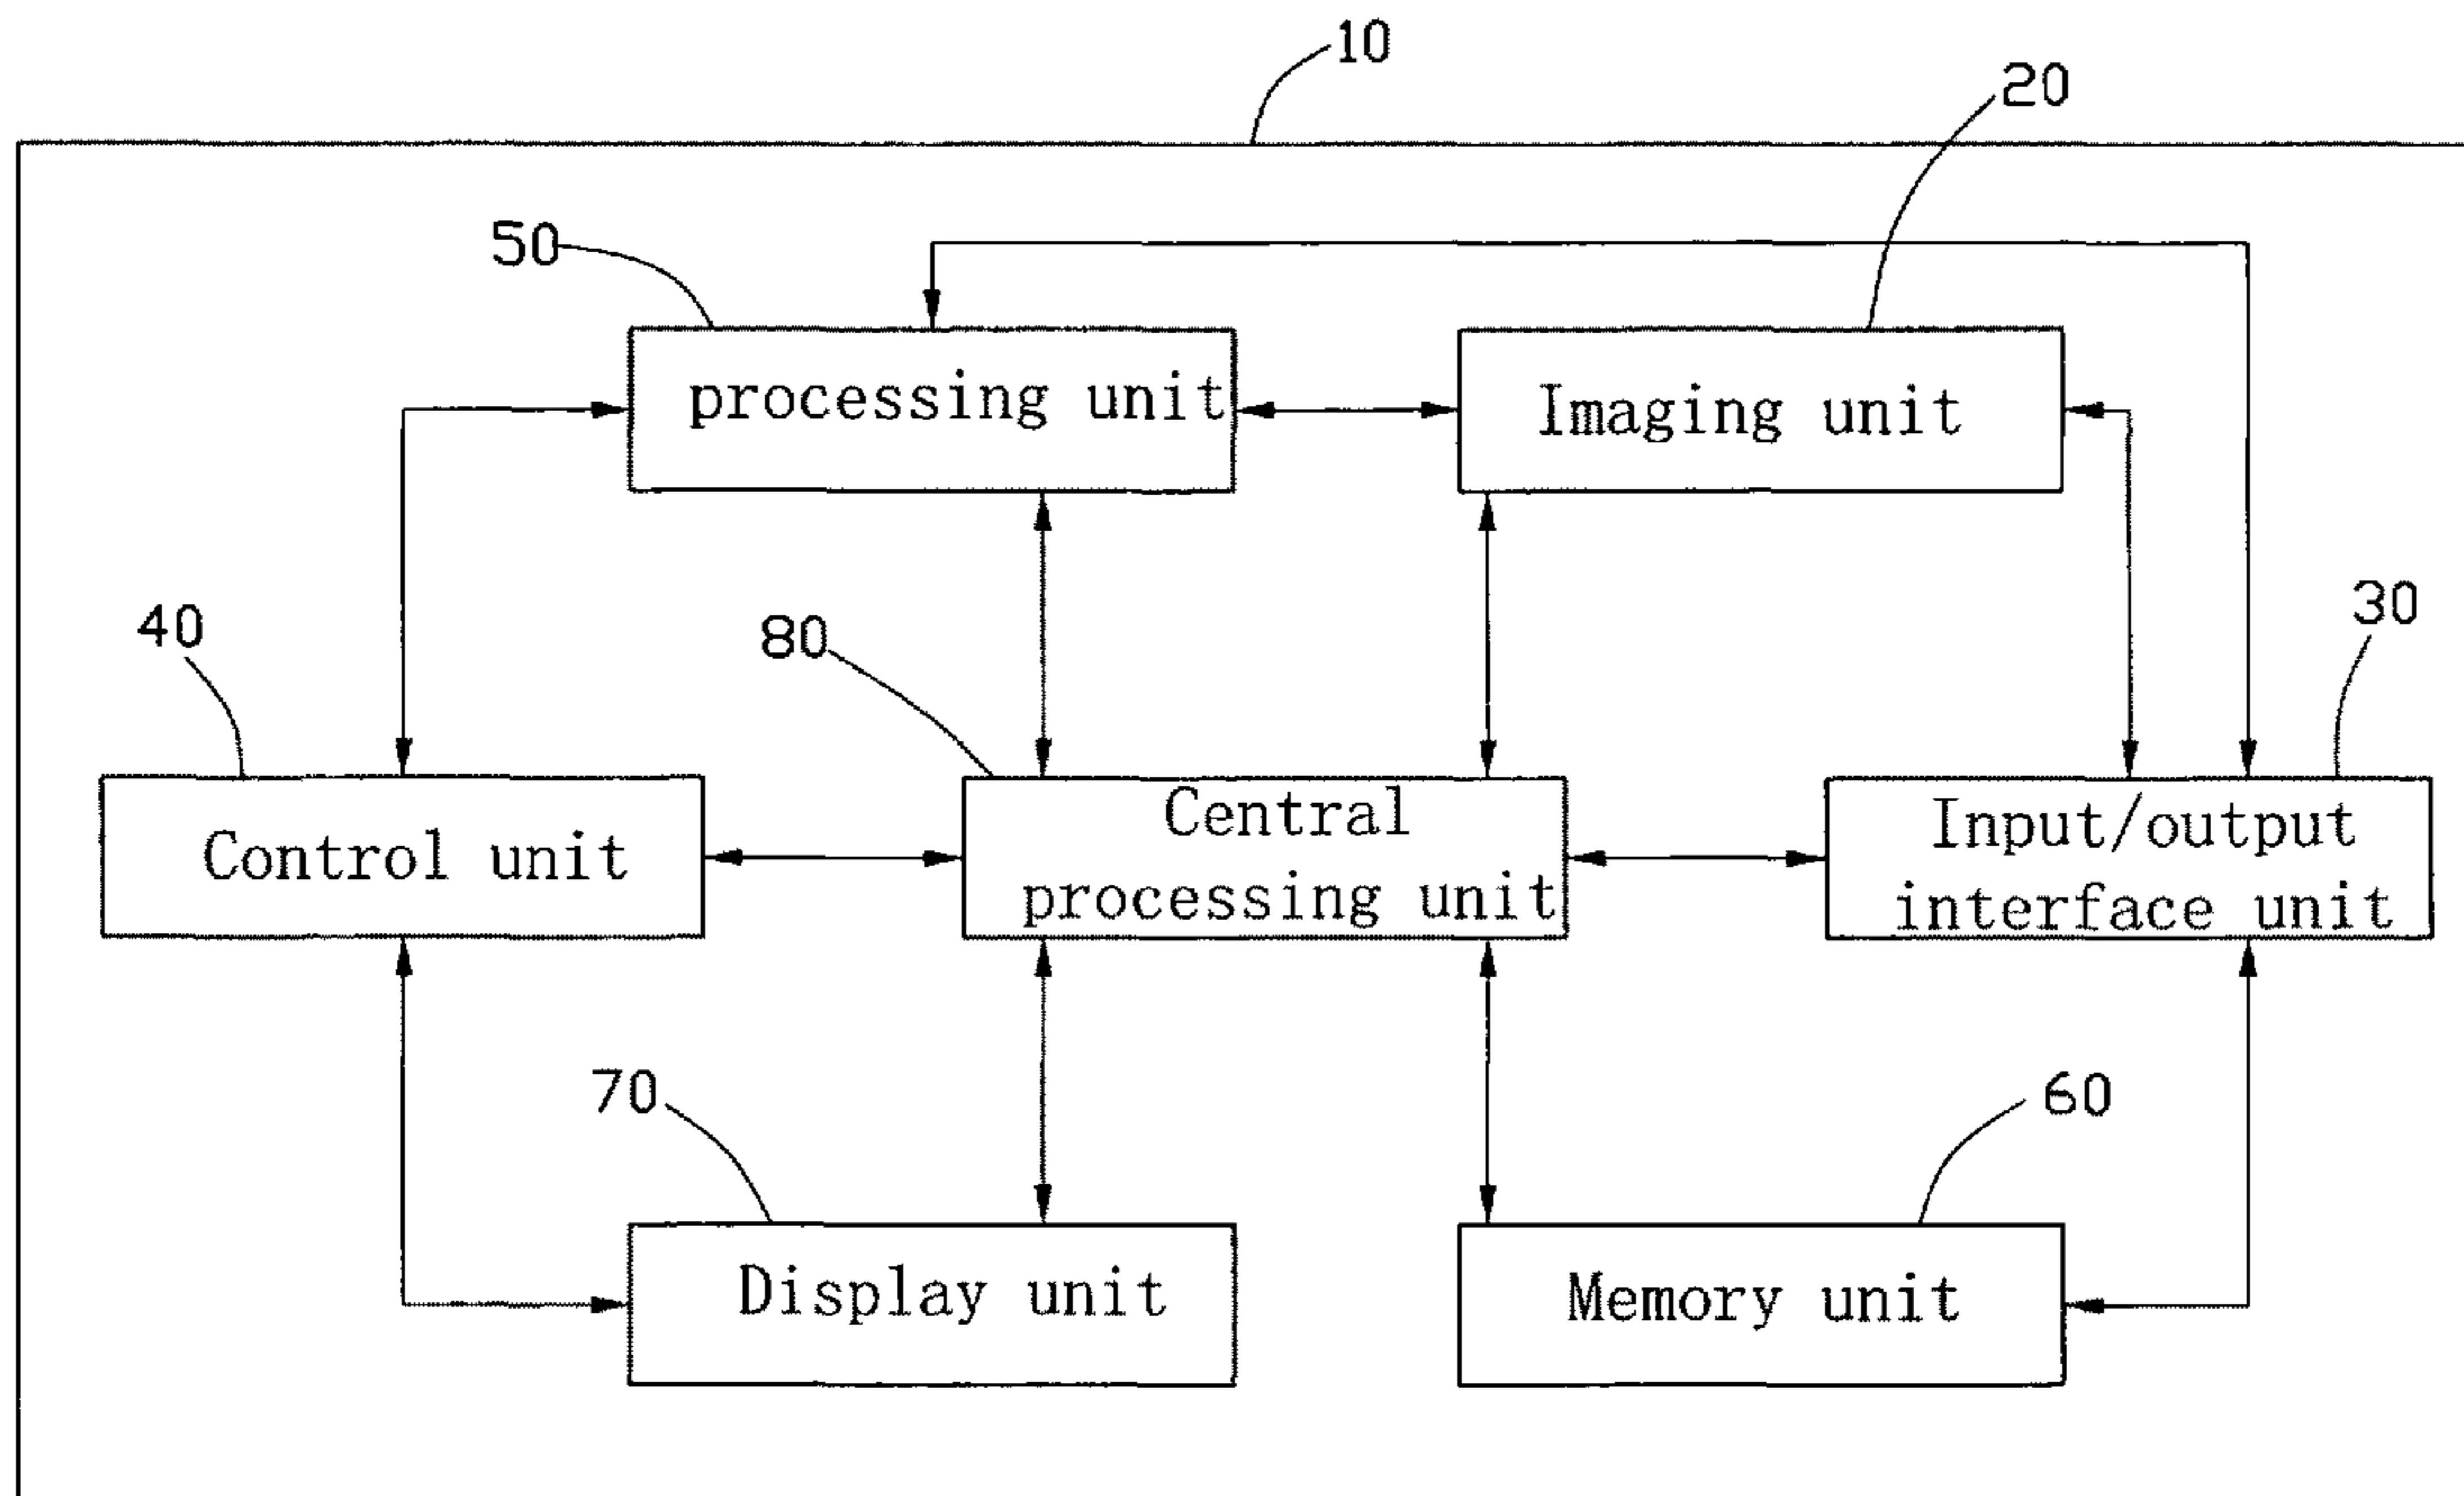 10
20
50
processing unit
Imaging unit
40
80
30
Control unit
Central
processing unit
Input/output
interface unit
70
60
Display unit
Memory unit